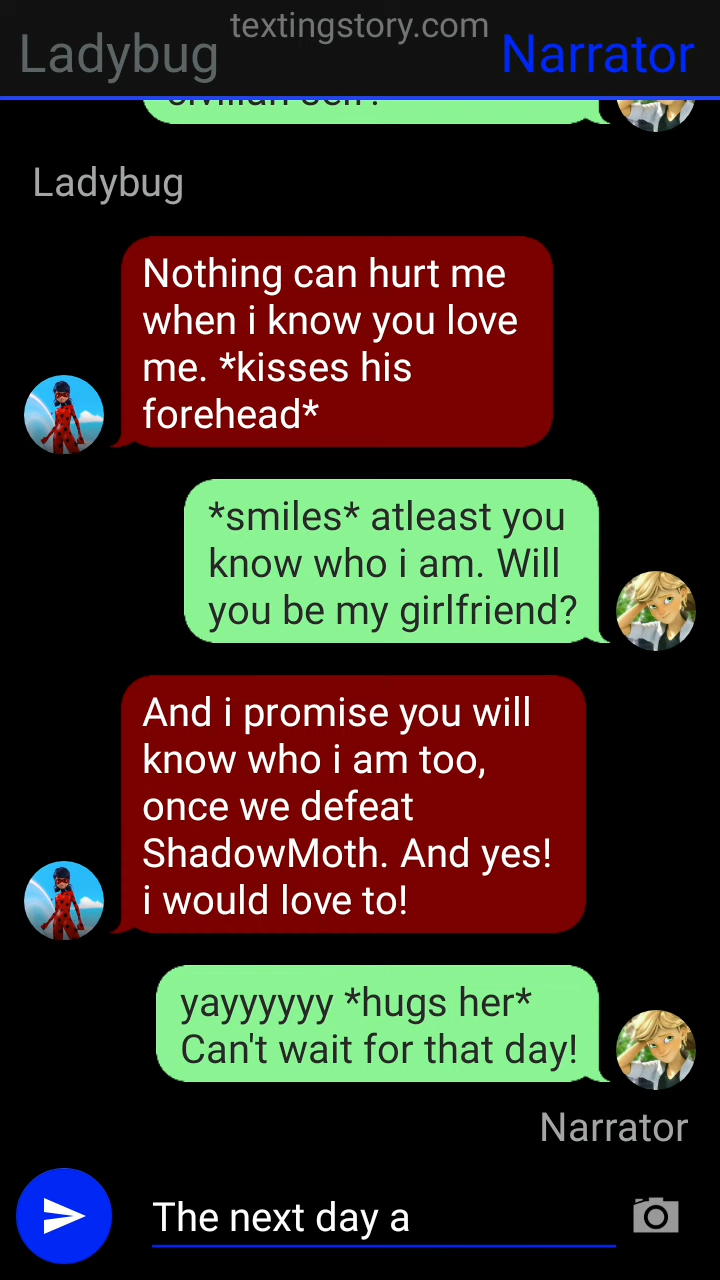 textingstory.com
Ladybug
Narrator
Ladybug
Nothing can hurt me
when i know you love
me. *kisses his
forehead*
*smiles* atleast you
know who i am. Will
you be my girlfriend?
And i promise you will
know who i am too,
once we defeat
ShadowMoth. And yes!
i would love to!
yayyyyyy *hugs her*
Can't wait for that day!
Narrator
The next day a